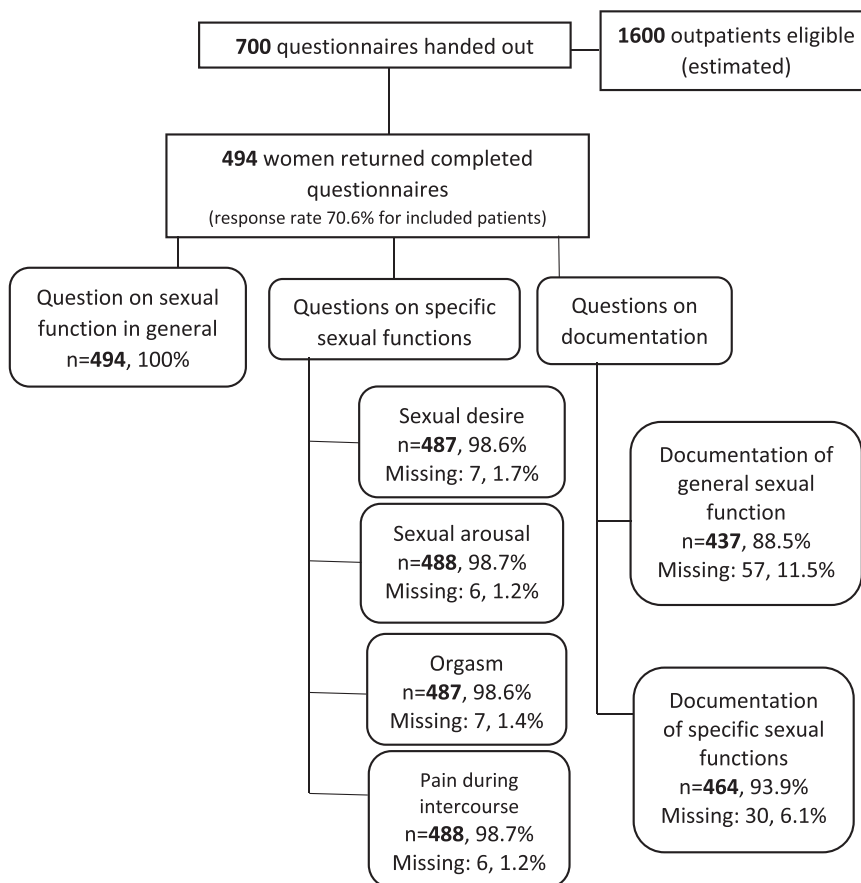 700 questionnaires handed out
1600 outpatients eligible
(estimated)
494 women returned completed
questionnaires
(response rate 70.6% for included patients)
Question on sexual
function in general
n=494, 100%
Questions on specific
sexual functions
Questions on
documentation
Sexual desire
n=487, 98.6%
Missing: 7, 1.7%
Sexual arousal
n=488, 98.7%
Missing: 6, 1.2%
Orgasm
n=487, 98.6%
Missing: 7, 1.4%
Pain during
intercourse
n=488, 98.7%
Missing: 6, 1.2%
Documentation of
general sexual
function
n=437, 88.5%
Missing: 57, 11.5%
Documentation
of specific sexual
functions
n=464, 93.9%
Missing: 30, 6.1%